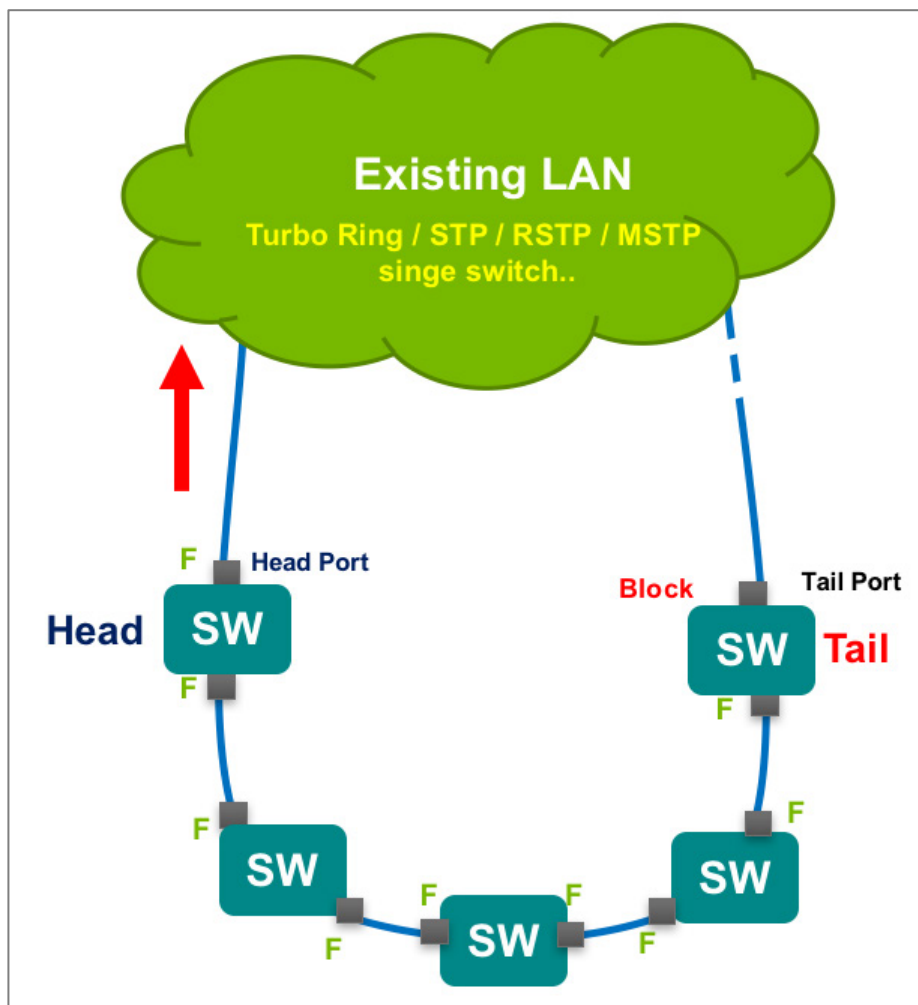 Existing LAN
Turbo Ring / STP / RSTP / MSTP
singe switch..
F
Head Port
Block
Tail Port
Head
SW
SW
Tail
F
F
F
F
SW
SW
F
F
SW
F
F